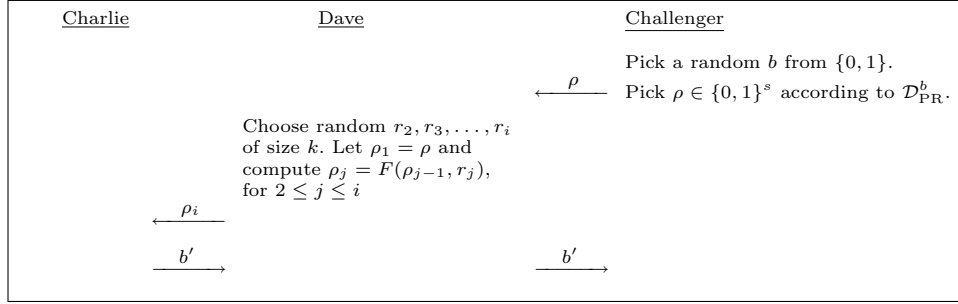 Charlie Dave Challenger
Pick a random b from {0, 1}.
ρ Pick ρ ∈ {0, 1}^s according to 𝒟_PR^b.
Choose random r_2, r_3, . . . , r_i
of size k. Let ρ_1 = ρ and
compute ρ_j = F(ρ_{j−1}, r_j),
for 2 ≤ j ≤ i
ρ_i
b′ b′